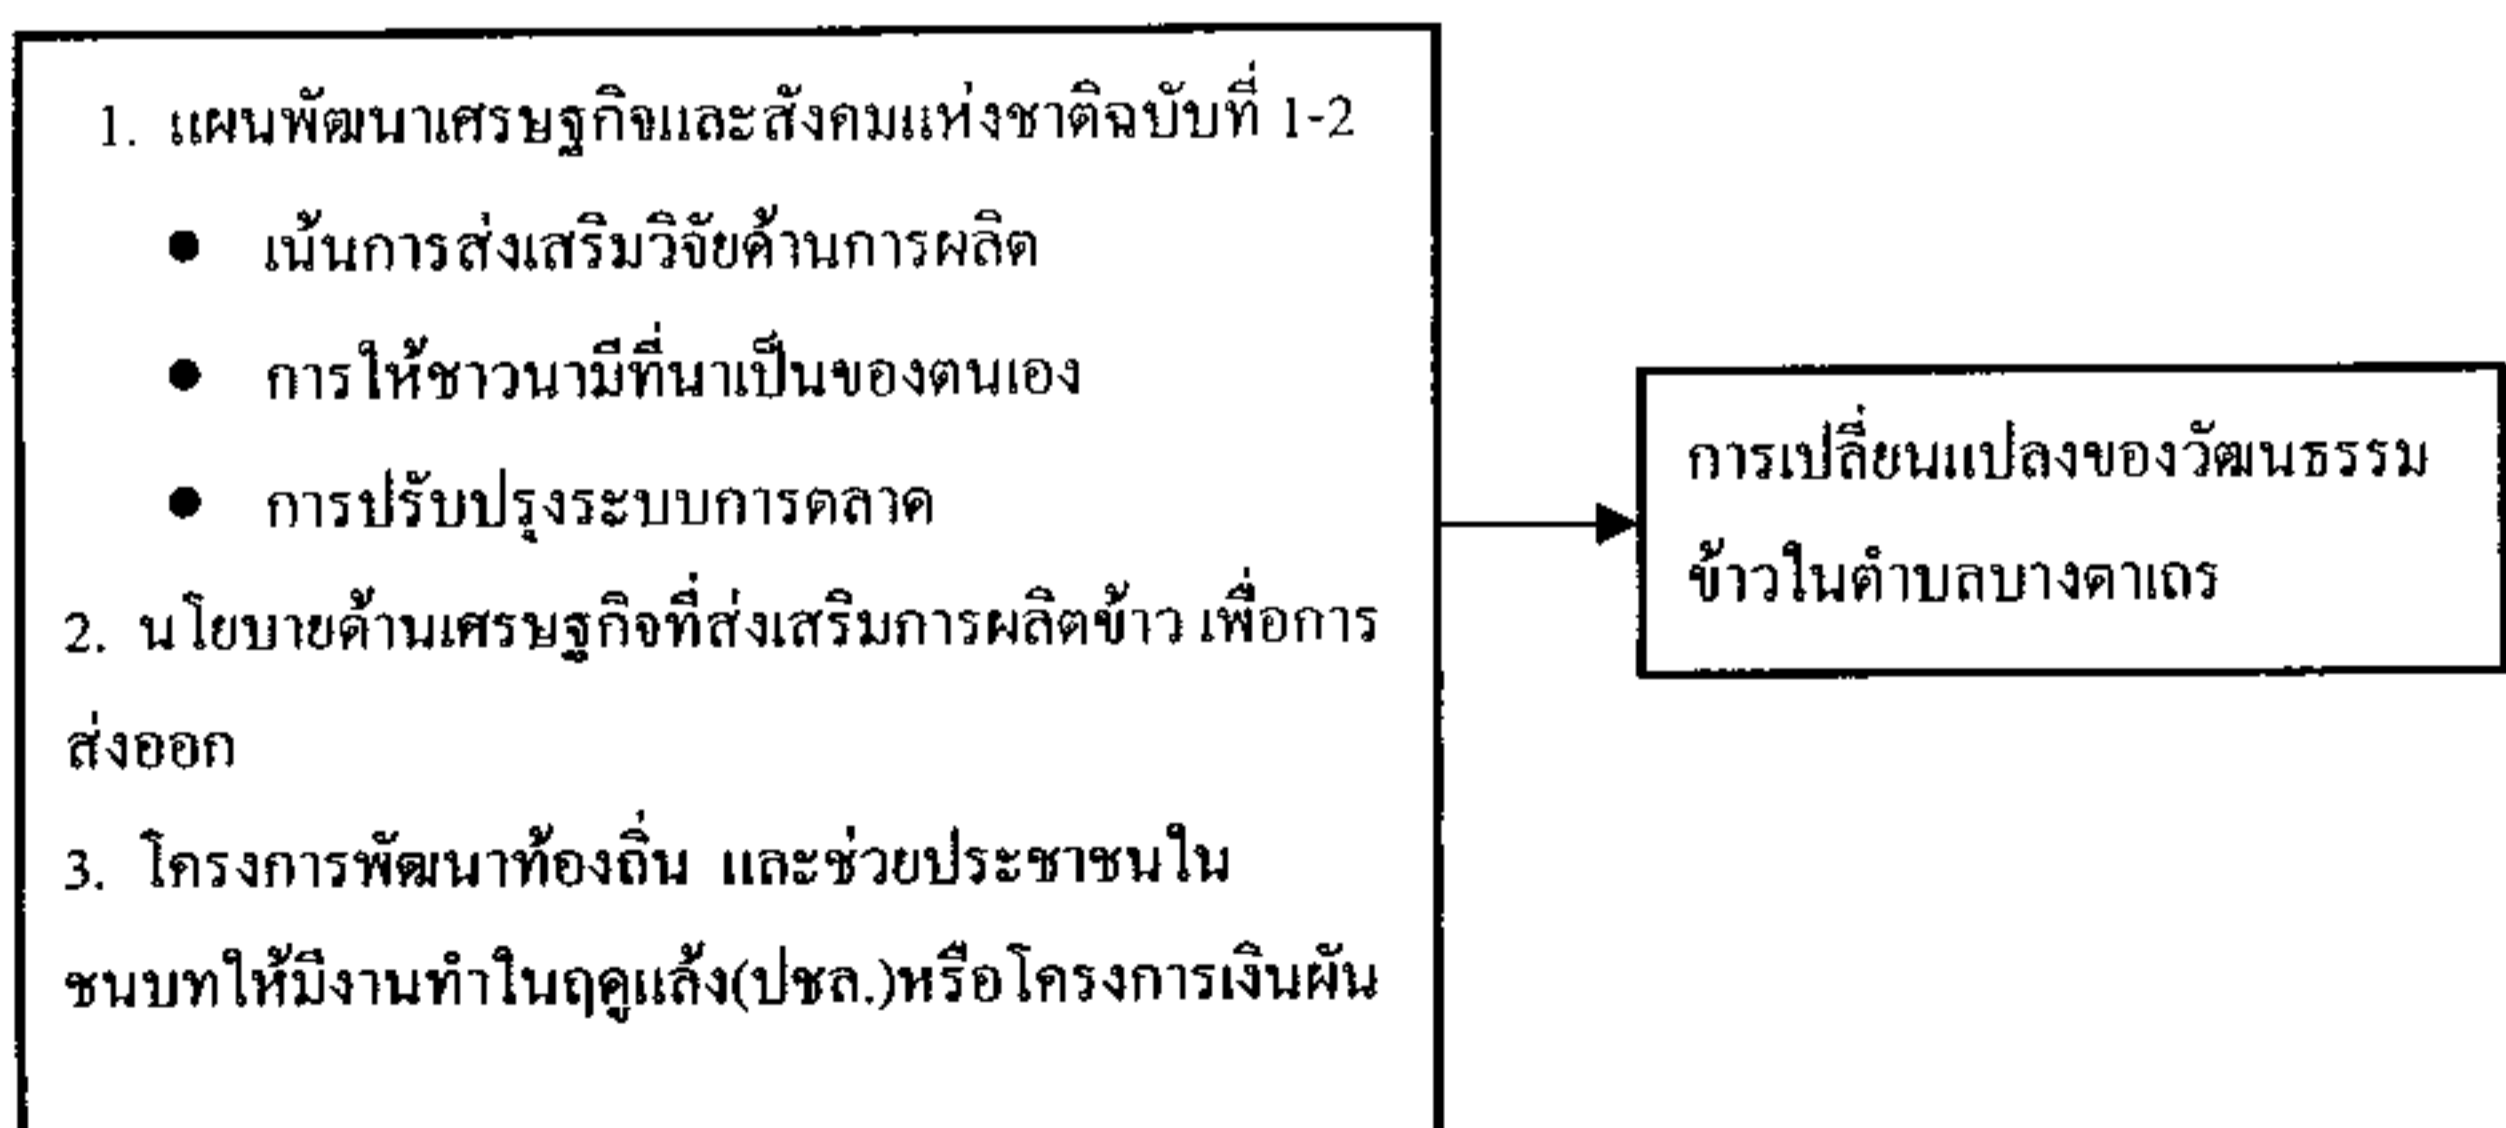 1. แผนพัฒนาเศรษฐกิจและสังคมแห่งชาติฉบับที่ 1-2
● เน้นการส่งเสริมวิจัยด้านการผลิต
● การให้ชาวนามีที่นาเป็นของตนเอง
● การปรับปรุงระบบการตลาด
2. นโยบายด้านเศรษฐกิจที่ส่งเสริมการผลิตข้าว เพื่อการ
ส่งออก
3. โครงการพัฒนาท้องถิ่น และช่วยประชาชนใน
ชนบทให้มีงานทำในฤดูแล้ง(ปชล.)หรือโครงการเงินผัน
การเปลี่ยนแปลงของวัฒนธรรม
ข้าวในตำบลบางตาเถร